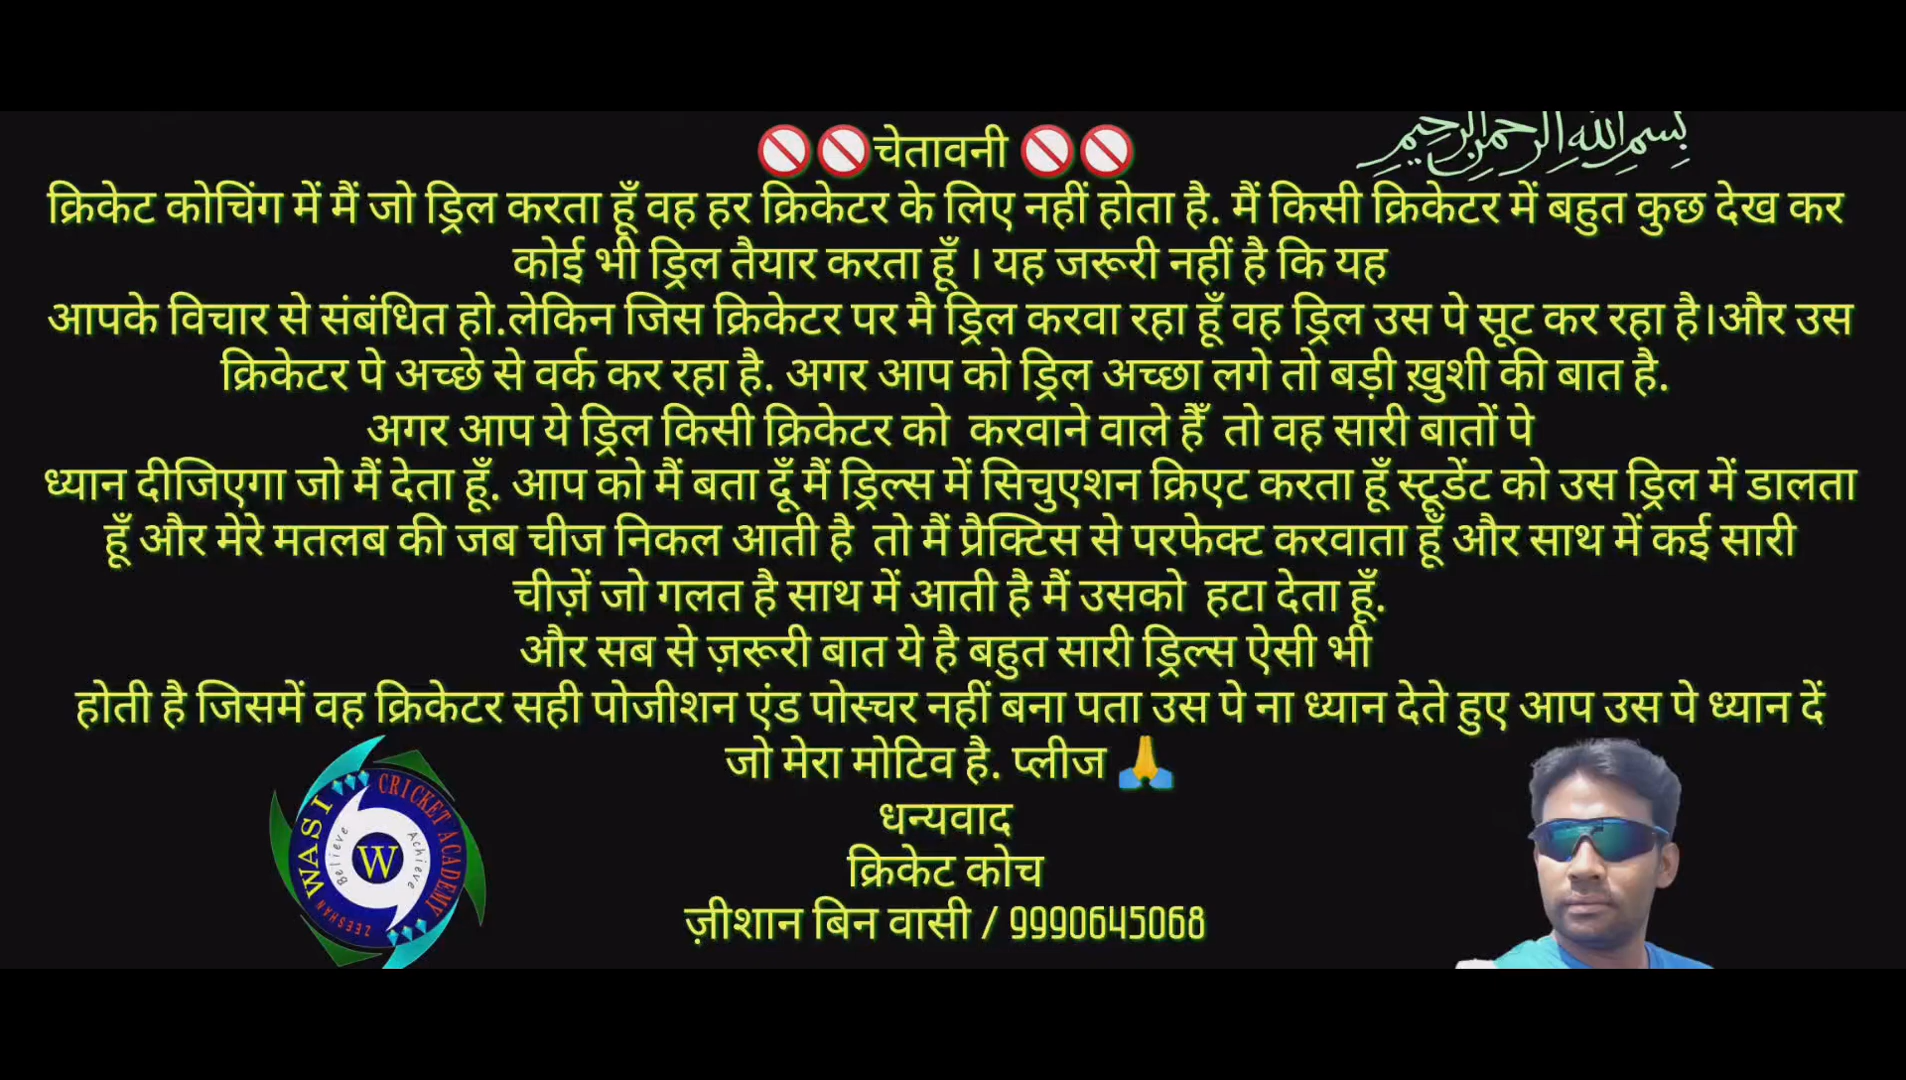 🚫🚫चेतावनी 🚫🚫
بِسْمِ اللهِ الرَّحْمٰنِ الرَّحِيْمِ
क्रिकेट कोचिंग में मैं जो ड्रिल करता हूँ वह हर क्रिकेटर के लिए नहीं होता है. मैं किसी क्रिकेटर में बहुत कुछ देख कर
कोई भी ड्रिल तैयार करता हूँ । यह जरूरी नहीं है कि यह
आपके विचार से संबंधित हो.लेकिन जिस क्रिकेटर पर मै ड्रिल करवा रहा हूँ वह ड्रिल उस पे सूट कर रहा है।और उस
क्रिकेटर पे अच्छे से वर्क कर रहा है. अगर आप को ड्रिल अच्छा लगे तो बड़ी ख़ुशी की बात है.
अगर आप ये ड्रिल किसी क्रिकेटर को करवाने वाले हैँ तो वह सारी बातों पे
ध्यान दीजिएगा जो मैं देता हूँ. आप को मैं बता दूँ मैं ड्रिल्स में सिचुएशन क्रिएट करता हूँ स्टूडेंट को उस ड्रिल में डालता
हूँ और मेरे मतलब की जब चीज निकल आती है तो मैं प्रैक्टिस से परफेक्ट करवाता हूँ और साथ में कई सारी
चीज़ें जो गलत है साथ में आती है मैं उसको हटा देता हूँ.
और सब से ज़रूरी बात ये है बहुत सारी ड्रिल्स ऐसी भी
होती है जिसमें वह क्रिकेटर सही पोजीशन एंड पोस्चर नहीं बना पता उस पे ना ध्यान देते हुए आप उस पे ध्यान दें
जो मेरा मोटिव है. प्लीज 🙏
धन्यवाद
क्रिकेट कोच
ज़ीशान बिन वासी / 9990645068
WASI CRICKET ACADEMY
ZEESHAN
Believe
Achieve
W